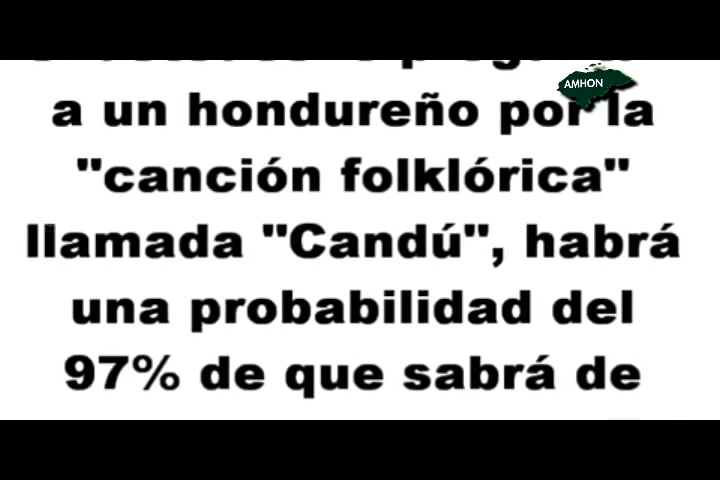 AMHON
a un hondureño por la
"canción folklórica"
llamada "Candú", habrá
una probabilidad del
97% de que sabrá de